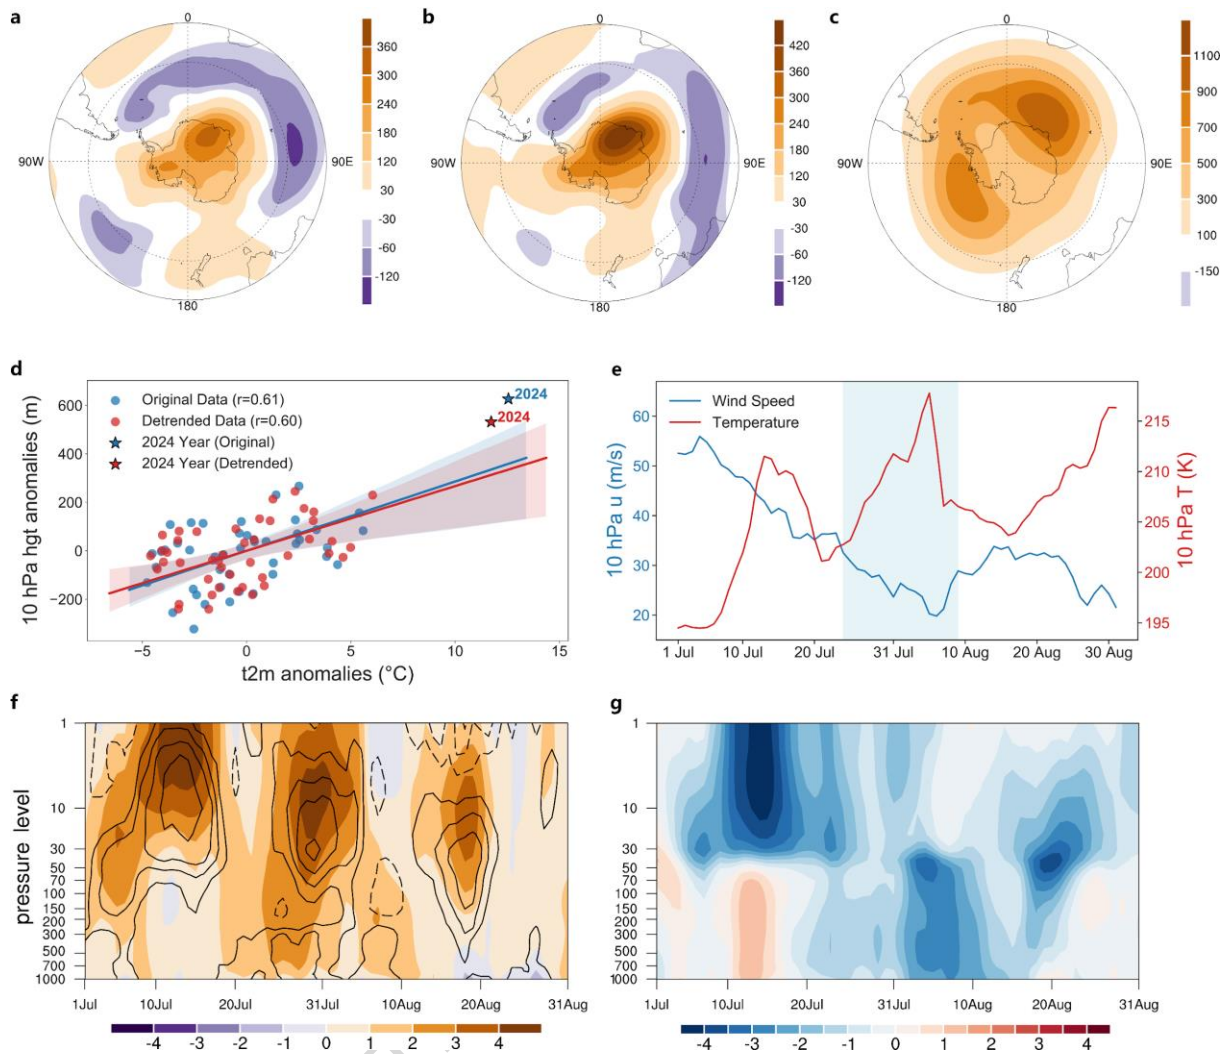 a
b
c
0
0
0
90W
90E
90W
90E
90W
90E
180
180
180
360
300
240
180
120
30
-30
-60
-120
420
360
300
240
180
120
30
-30
-60
-120
1100
900
700
500
300
100
-150
d
10 hPa hgt anomalies (m)
600
400
200
0
−200
Original Data (r=0.61)
Detrended Data (r=0.60)
2024 Year (Original)
2024 Year (Detrended)
2024
2024
−5
0
5
10
15
t2m anomalies (°C)
e
10 hPa u (m/s)
60
50
40
30
20
Wind Speed
Temperature
215
210
205
200
195
10 hPa T (K)
1 Jul
10 Jul
20 Jul
31 Jul
10 Aug
20 Aug
30 Aug
f
pressure level
1
10
30
50
70
100
150
200
300
500
700
1000
1Jul
10Jul
20Jul
31Jul
10Aug
20Aug
31Aug
-4
-3
-2
-1
0
1
2
3
4
g
1
10
30
50
70
100
150
200
300
500
700
1000
1Jul
10Jul
20Jul
31Jul
10Aug
20Aug
31Aug
-4
-3
-2
-1
0
1
2
3
4